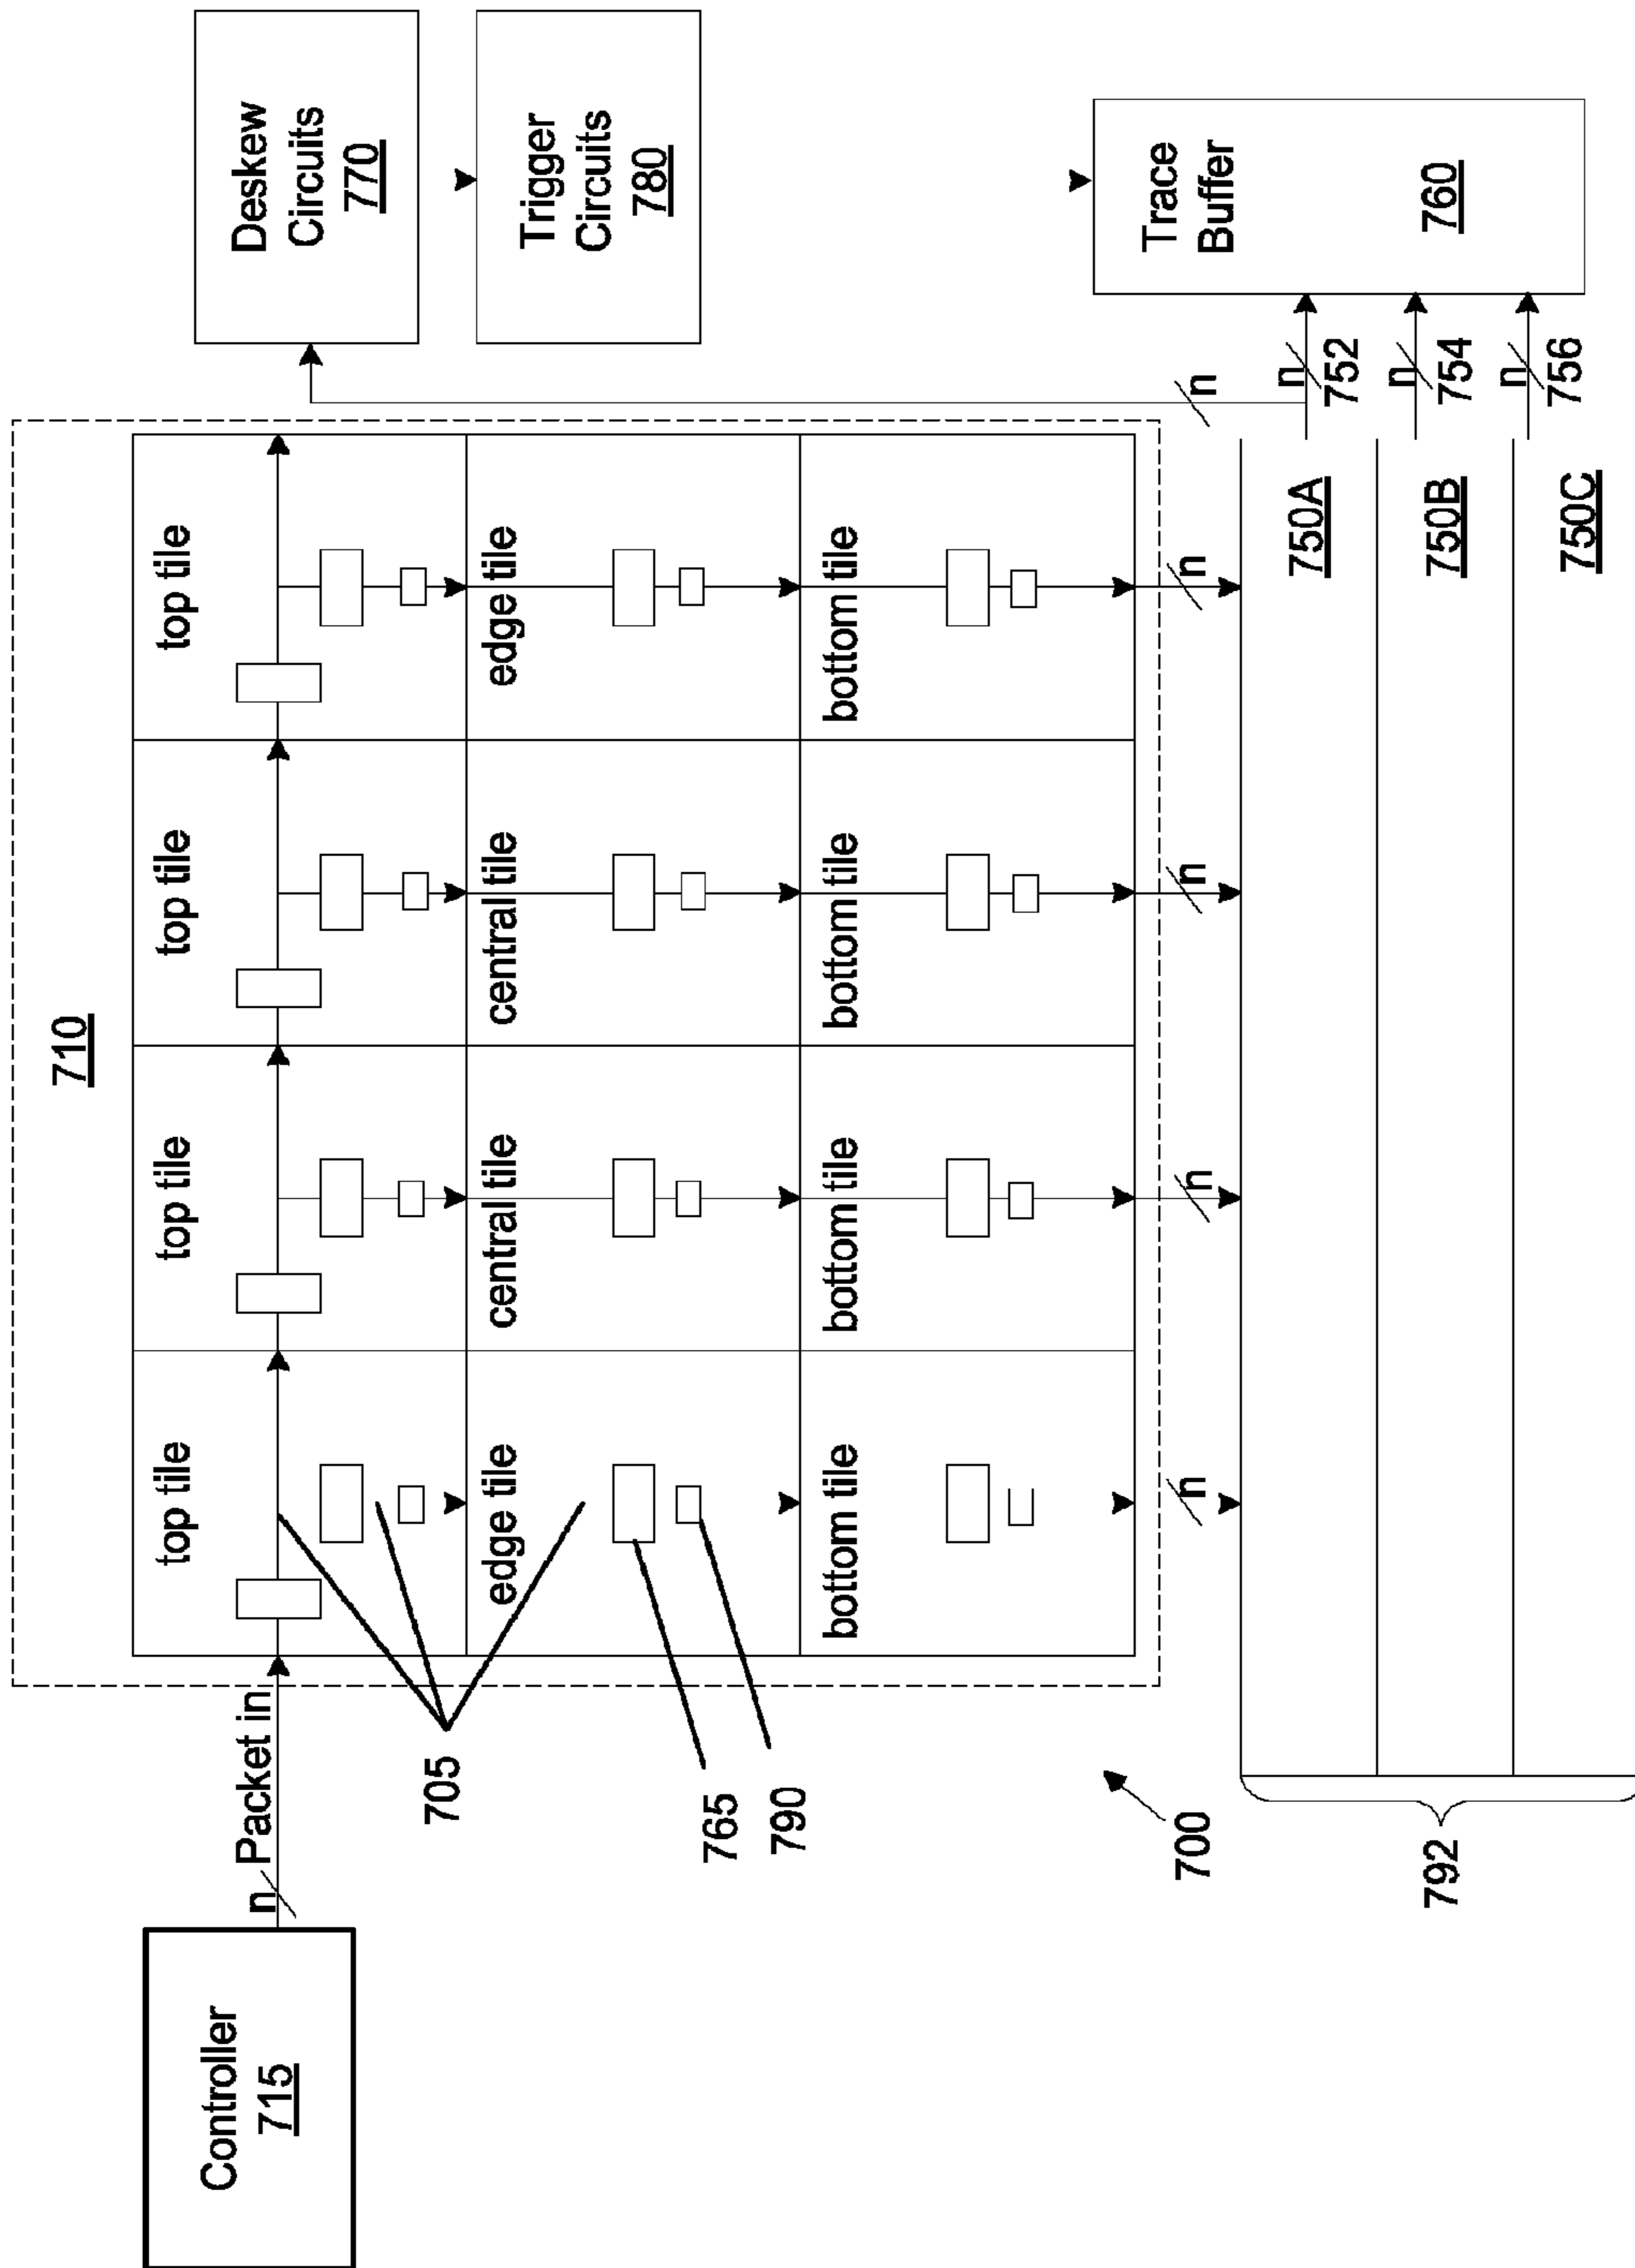 710
Controller
715
n
Packet in
top tile
top tile
top tile
top tile
Deskew
Circuits
770
Trigger
Circuits
780
705
edge tile
central tile
central tile
edge tile
765
790
bottom tile
bottom tile
bottom tile
bottom tile
n
n
n
n
n
700
792
750A
750B
750C
n
752
n
754
n
756
Trace
Buffer
760